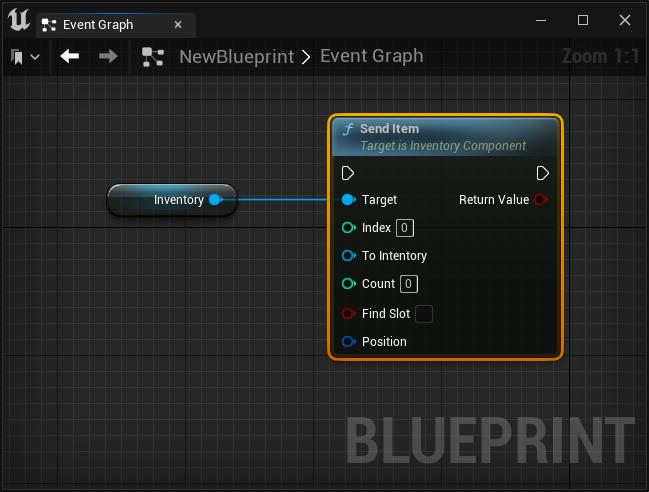 Event Graph
NewBlueprint > Event Graph
Zoom 1:1
Send Item
Target is Inventory Component
Inventory
Target
Return Value
Index 0
To Intentory
Count 0
Find Slot
Position
BLUEPRINT